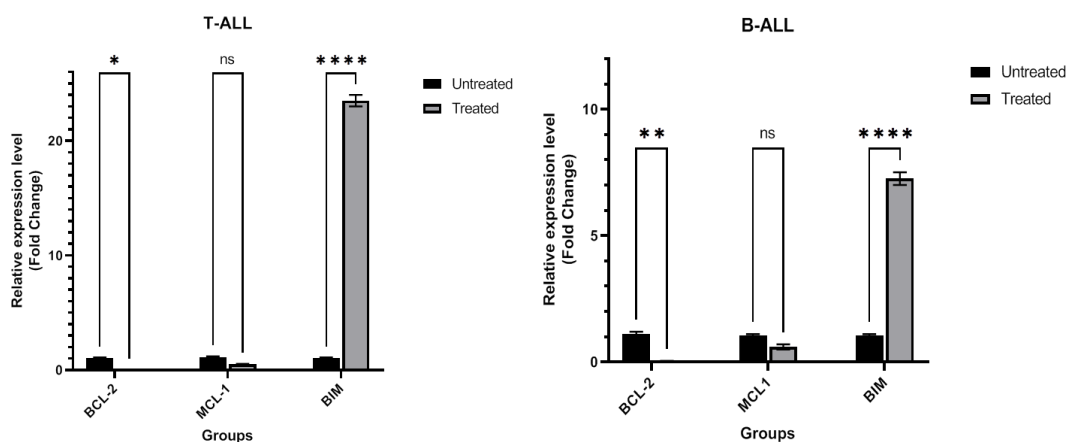 T-ALL
*
ns
****
Untreated
Treated
Relative expression level
(Fold Change)
20
10
0
BCL-2
MCL-1
BIM
Groups
B-ALL
**
ns
****
Untreated
Treated
Relative expression level
(Fold Change)
10
5
0
BCL-2
MCL1
BIM
Groups